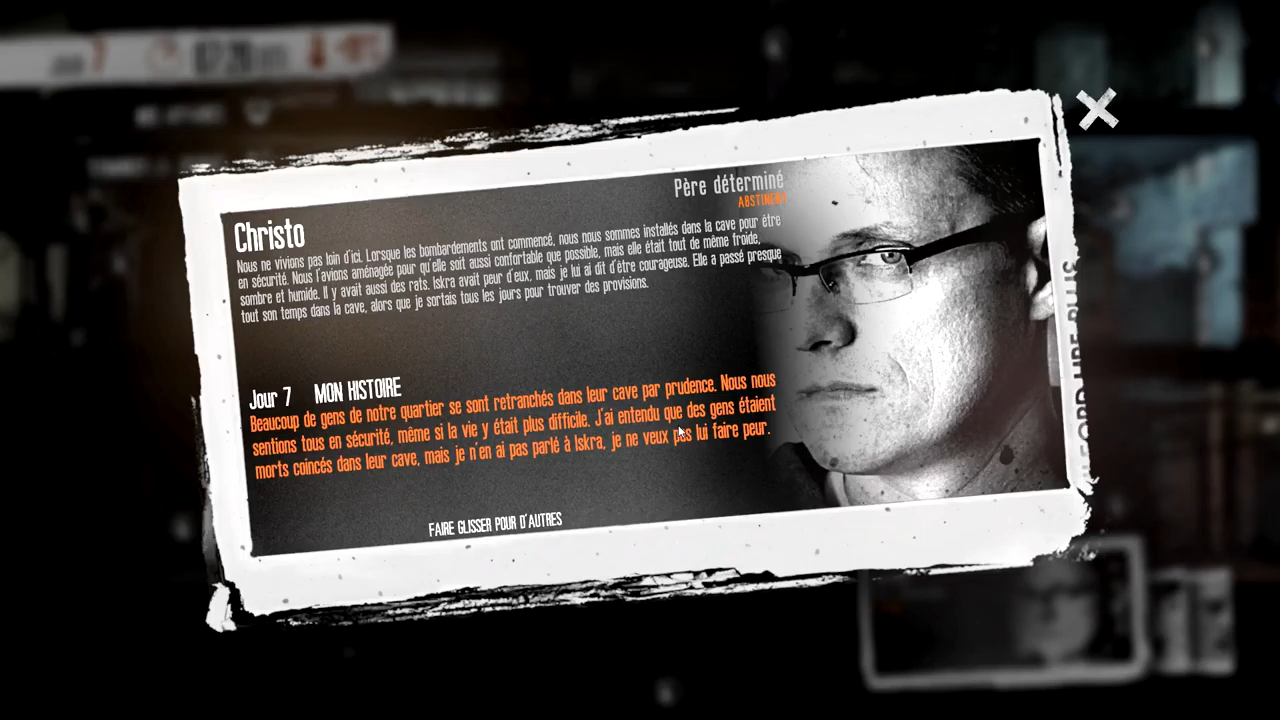 Jour 7
Père déterminé
ABSTINENT
Christo
Nous ne vivions pas loin d'ici. Lorsque les bombardements ont commencé, nous nous sommes installés dans la cave pour être
en sécurité. Nous l'avions aménagée pour qu'elle soit aussi confortable que possible, mais elle était tout de même froide,
sombre et humide. Il y avait aussi des rats. Iskra avait peur d'eux, mais je lui ai dit d'être courageuse. Elle a passé presque
tout son temps dans la cave, alors que je sortais tous les jours pour trouver des provisions.
Jour 7 MON HISTOIRE
Beaucoup de gens de notre quartier se sont retranchés dans leur cave par prudence. Nous nous
sentions tous en sécurité, même si la vie y était plus difficile. J'ai entendu que des gens étaient
morts coincés dans leur cave, mais je n'en ai pas parlé à Iskra, je ne veux pas lui faire peur.
FAIRE GLISSER POUR D'AUTRES